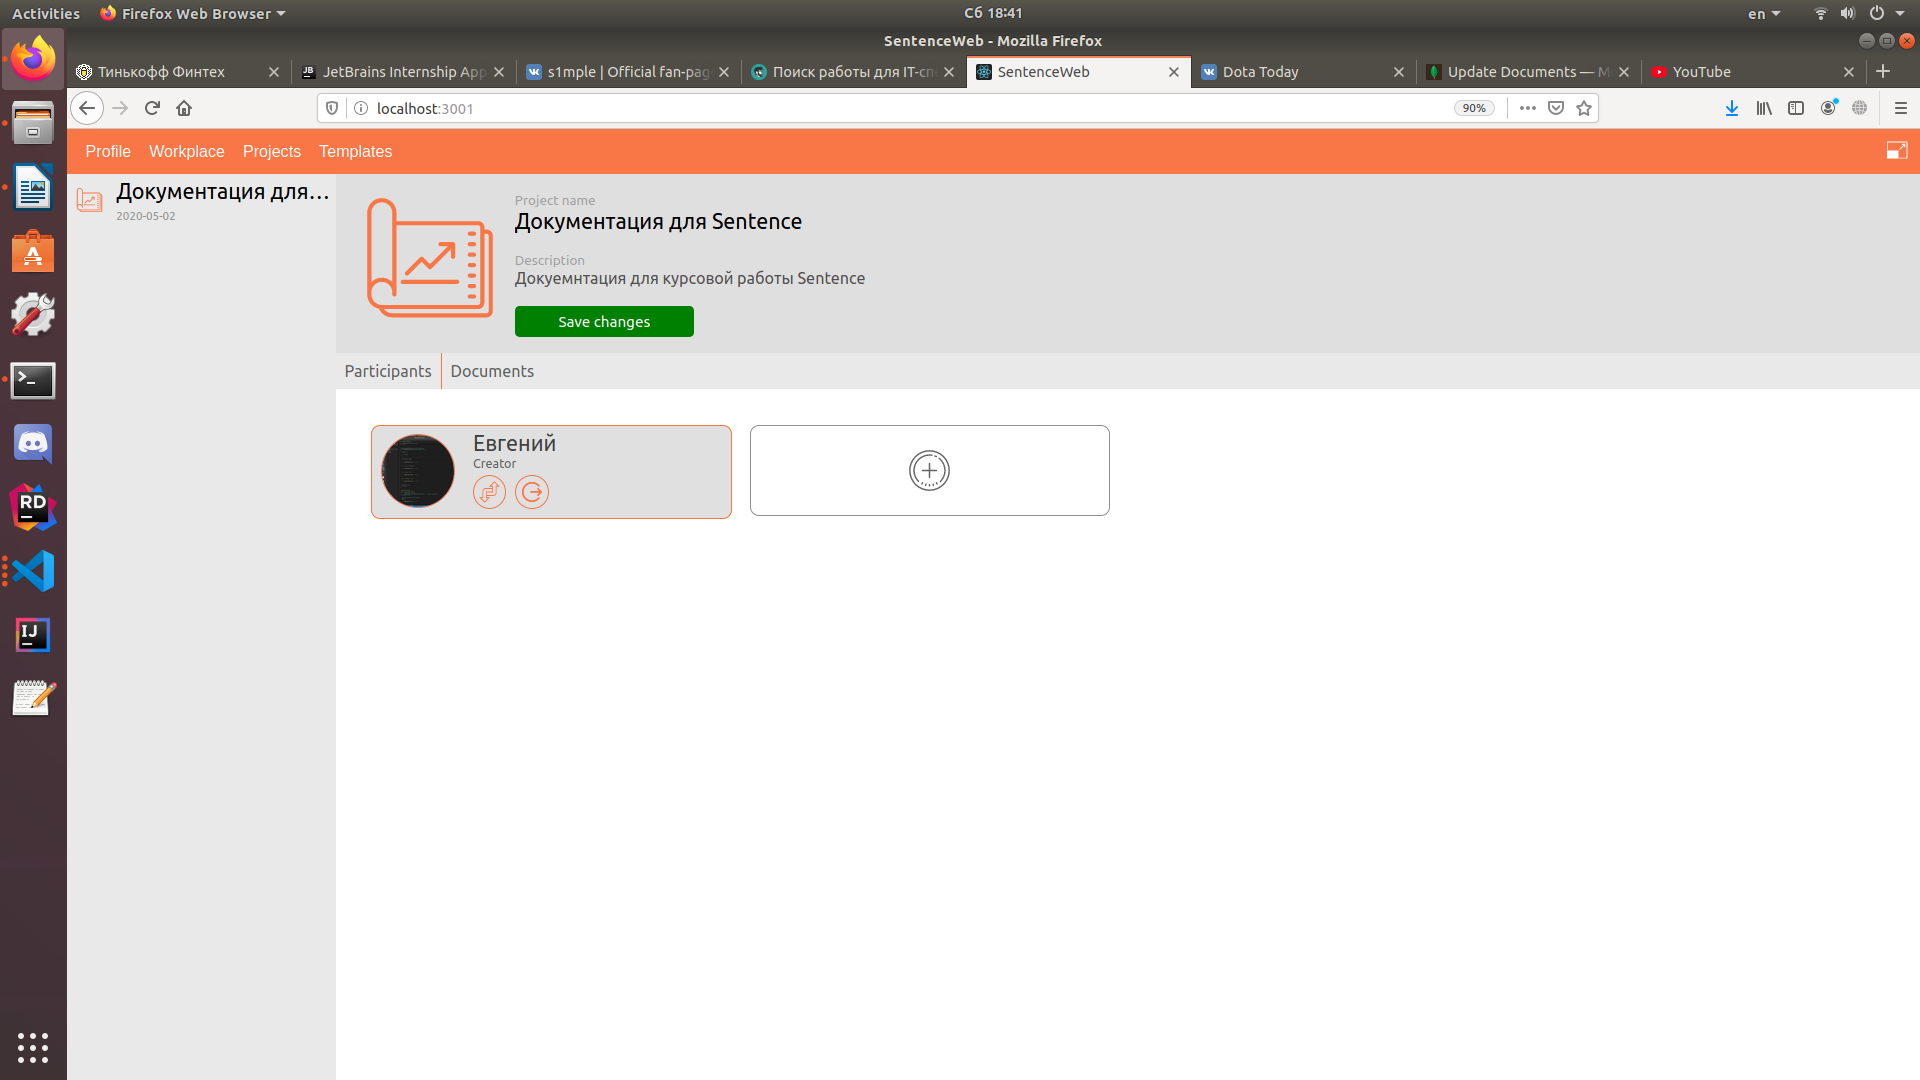 Activities
Firefox Web Browser
Сб 18:41
en
SentenceWeb - Mozilla Firefox
Тинькофф Финтех
JetBrains Internship App
s1mple | Official fan-pag
Поиск работы для IT-сп
SentenceWeb
Dota Today
Update Documents — M
YouTube
localhost:3001
90%
Profile
Workplace
Projects
Templates
Документация для...
2020-05-02
Project name
Документация для Sentence
Description
Докуемнтация для курсовой работы Sentence
Save changes
Participants
Documents
Евгений
Creator
RD
IJ